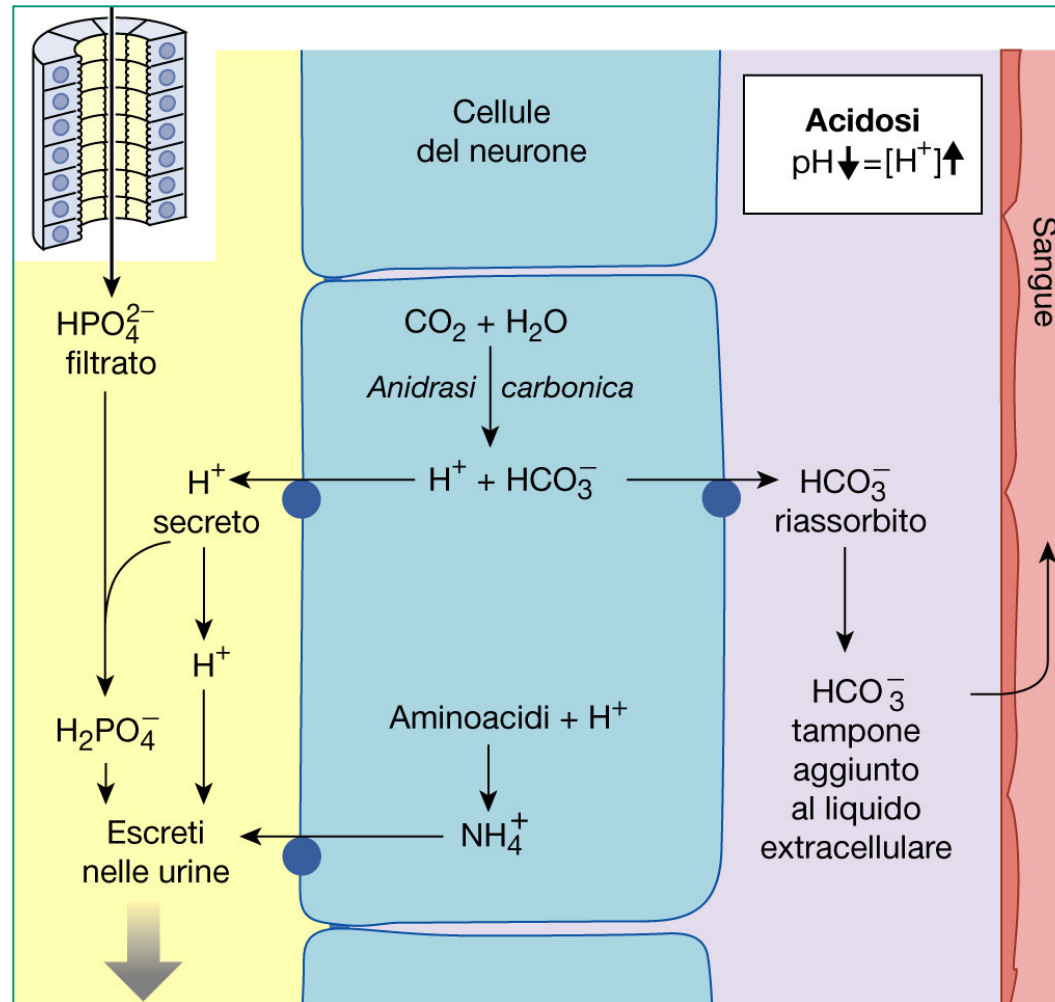 Cellule
del neurone
Acidosi
pH↓=[H⁺]↑
Sangue
HPO₄²⁻
filtrato
CO₂ + H₂O
Anidrasi carbonica
H⁺
secreto
H⁺ + HCO₃⁻
HCO₃⁻
riassorbito
H⁺
H₂PO₄⁻
Aminoacidi + H⁺
HCO₃⁻
tampone
aggiunto
al liquido
extracellulare
Escreti
nelle urine
NH₄⁺